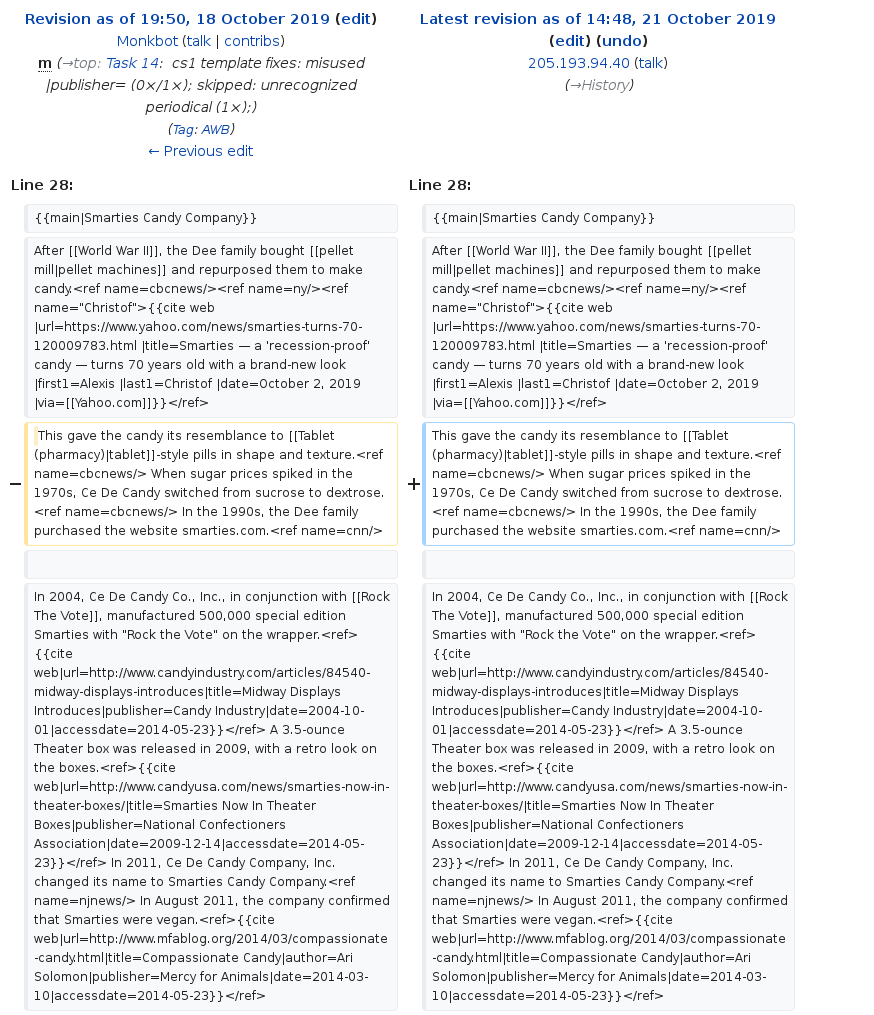 Revision as of 19:50, 18 October 2019 (edit)
Monkbot (talk | contribs)
m (→top: Task 14: cs1 template fixes: misused
|publisher= (0×/1×); skipped: unrecognized
periodical (1×);)
(Tag: AWB)
← Previous edit
Latest revision as of 14:48, 21 October 2019
(edit) (undo)
205.193.94.40 (talk)
(→History)
Line 28:
{{main|Smarties Candy Company}}
After [[World War II]], the Dee family bought [[pellet
mill|pellet machines]] and repurposed them to make
candy.<ref name=cbcnews/><ref name=ny/><ref
name="Christof">{{cite web
|url=https://www.yahoo.com/news/smarties-turns-70-
120009783.html |title=Smarties — a 'recession-proof'
candy — turns 70 years old with a brand-new look
|first1=Alexis |last1=Christof |date=October 2, 2019
|via=[[Yahoo.com]]}}</ref>
− This gave the candy its resemblance to [[Tablet
(pharmacy)|tablet]]-style pills in shape and texture.<ref
name=cbcnews/> When sugar prices spiked in the
1970s, Ce De Candy switched from sucrose to dextrose.
<ref name=cbcnews/> In the 1990s, the Dee family
purchased the website smarties.com.<ref name=cnn/>
In 2004, Ce De Candy Co., Inc., in conjunction with [[Rock
The Vote]], manufactured 500,000 special edition
Smarties with "Rock the Vote" on the wrapper.<ref>
{{cite
web|url=http://www.candyindustry.com/articles/84540-
midway-displays-introduces|title=Midway Displays
Introduces|publisher=Candy Industry|date=2004-10-
01|accessdate=2014-05-23}}</ref> A 3.5-ounce
Theater box was released in 2009, with a retro look on
the boxes.<ref>{{cite
web|url=http://www.candyusa.com/news/smarties-now-in-
theater-boxes/|title=Smarties Now In Theater
Boxes|publisher=National Confectioners
Association|date=2009-12-14|accessdate=2014-05-
23}}</ref> In 2011, Ce De Candy Company, Inc.
changed its name to Smarties Candy Company.<ref
name=njnews/> In August 2011, the company confirmed
that Smarties were vegan.<ref>{{cite
web|url=http://www.mfablog.org/2014/03/compassionate
-candy.html|title=Compassionate Candy|author=Ari
Solomon|publisher=Mercy for Animals|date=2014-03-
10|accessdate=2014-05-23}}</ref>
Line 28:
{{main|Smarties Candy Company}}
After [[World War II]], the Dee family bought [[pellet
mill|pellet machines]] and repurposed them to make
candy.<ref name=cbcnews/><ref name=ny/><ref
name="Christof">{{cite web
|url=https://www.yahoo.com/news/smarties-turns-70-
120009783.html |title=Smarties — a 'recession-proof'
candy — turns 70 years old with a brand-new look
|first1=Alexis |last1=Christof |date=October 2, 2019
|via=[[Yahoo.com]]}}</ref>
+ This gave the candy its resemblance to [[Tablet
(pharmacy)|tablet]]-style pills in shape and texture.<ref
name=cbcnews/> When sugar prices spiked in the
1970s, Ce De Candy switched from sucrose to dextrose.
<ref name=cbcnews/> In the 1990s, the Dee family
purchased the website smarties.com.<ref name=cnn/>
In 2004, Ce De Candy Co., Inc., in conjunction with [[Rock
The Vote]], manufactured 500,000 special edition
Smarties with "Rock the Vote" on the wrapper.<ref>
{{cite
web|url=http://www.candyindustry.com/articles/84540-
midway-displays-introduces|title=Midway Displays
Introduces|publisher=Candy Industry|date=2004-10-
01|accessdate=2014-05-23}}</ref> A 3.5-ounce
Theater box was released in 2009, with a retro look on
the boxes.<ref>{{cite
web|url=http://www.candyusa.com/news/smarties-now-in-
theater-boxes/|title=Smarties Now In Theater
Boxes|publisher=National Confectioners
Association|date=2009-12-14|accessdate=2014-05-
23}}</ref> In 2011, Ce De Candy Company, Inc.
changed its name to Smarties Candy Company.<ref
name=njnews/> In August 2011, the company confirmed
that Smarties were vegan.<ref>{{cite
web|url=http://www.mfablog.org/2014/03/compassionate
-candy.html|title=Compassionate Candy|author=Ari
Solomon|publisher=Mercy for Animals|date=2014-03-
10|accessdate=2014-05-23}}</ref>